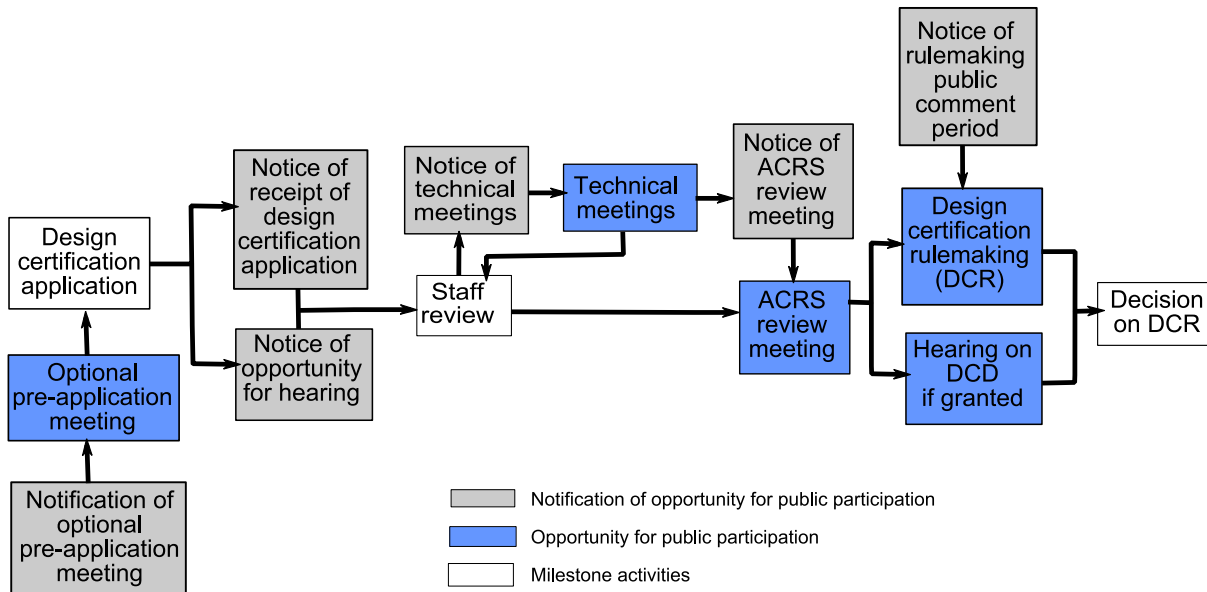 Notice of
rulemaking
public
comment
period
Notice of
ACRS
review
meeting
Notice of
technical
meetings
Technical
meetings
Notice of
receipt of
design
certification
application
Design
certification
rulemaking
(DCR)
Design
certification
application
Staff
review
ACRS
review
meeting
Decision
on DCR
Notice of
opportunity
for hearing
Hearing on
DCD
if granted
Optional
pre-application
meeting
Notification of
optional
pre-application
meeting
Notification of opportunity for public participation
Opportunity for public participation
Milestone activities